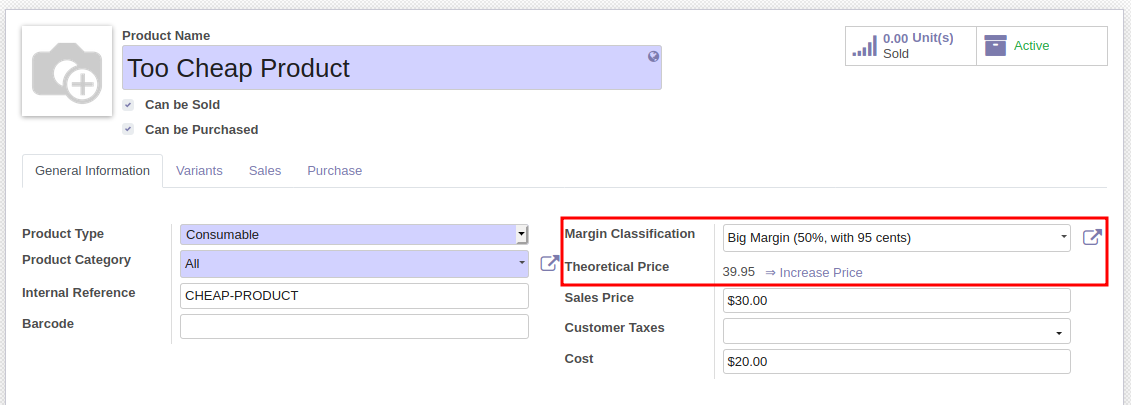 Product Name
Too Cheap Product
Can be Sold
Can be Purchased
0.00 Unit(s)
Sold
Active
General Information Variants Sales Purchase
Product Type Consumable
Product Category All
Internal Reference CHEAP-PRODUCT
Barcode
Margin Classification Big Margin (50%, with 95 cents)
Theoretical Price 39.95 ⇒ Increase Price
Sales Price $30.00
Customer Taxes
Cost $20.00